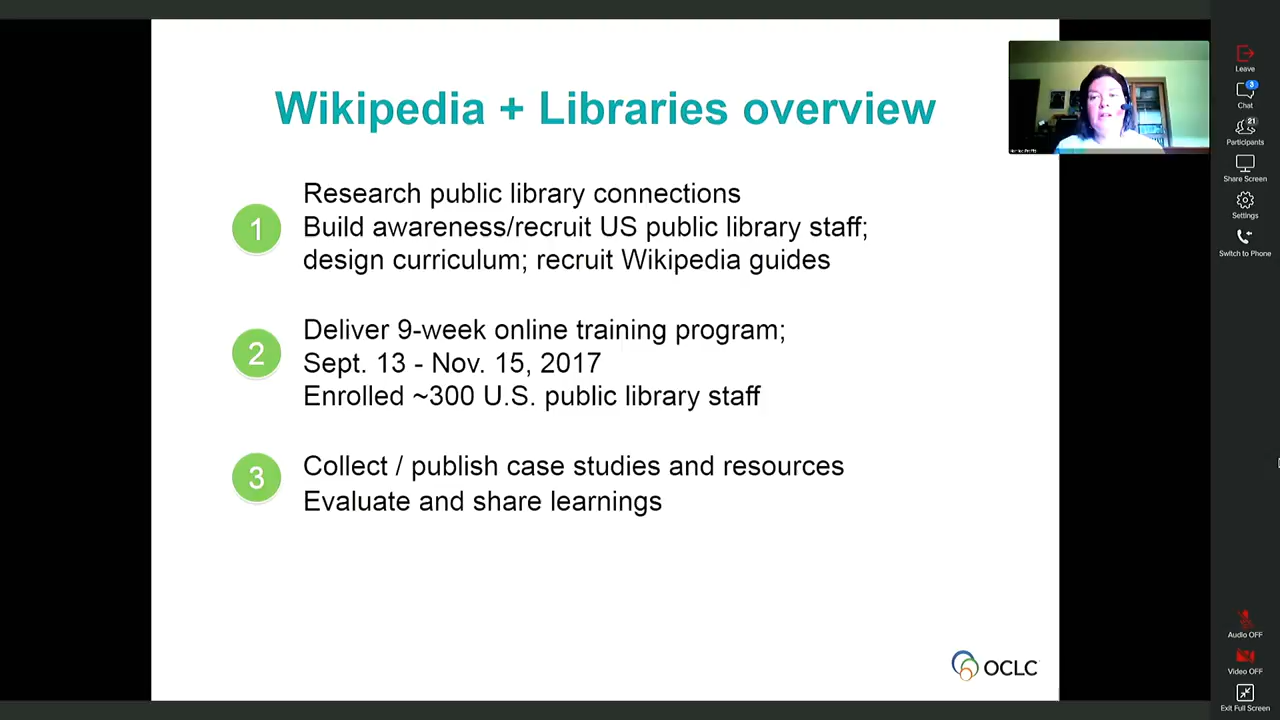 Wikipedia + Libraries overview
1
Research public library connections
Build awareness/recruit US public library staff;
design curriculum; recruit Wikipedia guides
2
Deliver 9-week online training program;
Sept. 13 - Nov. 15, 2017
Enrolled ~300 U.S. public library staff
3
Collect / publish case studies and resources
Evaluate and share learnings
OCLC
Leave
3
Chat
21
Participants
Share Screen
Settings
Switch to Phone
Audio OFF
Video OFF
Exit Full Screen